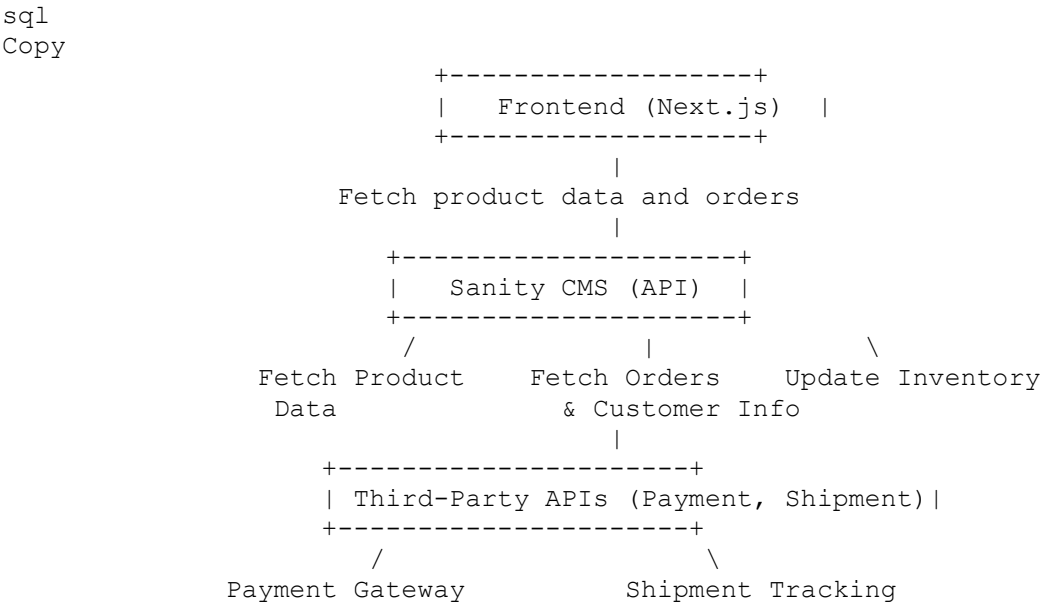 sql
Copy
+-------------------+
|   Frontend (Next.js)  |
+-------------------+
|
Fetch product data and orders
|
+---------------------+
|   Sanity CMS (API)  |
+---------------------+
/              |             \
Fetch Product    Fetch Orders    Update Inventory
Data              & Customer Info
|
+----------------------+
| Third-Party APIs (Payment, Shipment)|
+----------------------+
/                    \
Payment Gateway          Shipment Tracking